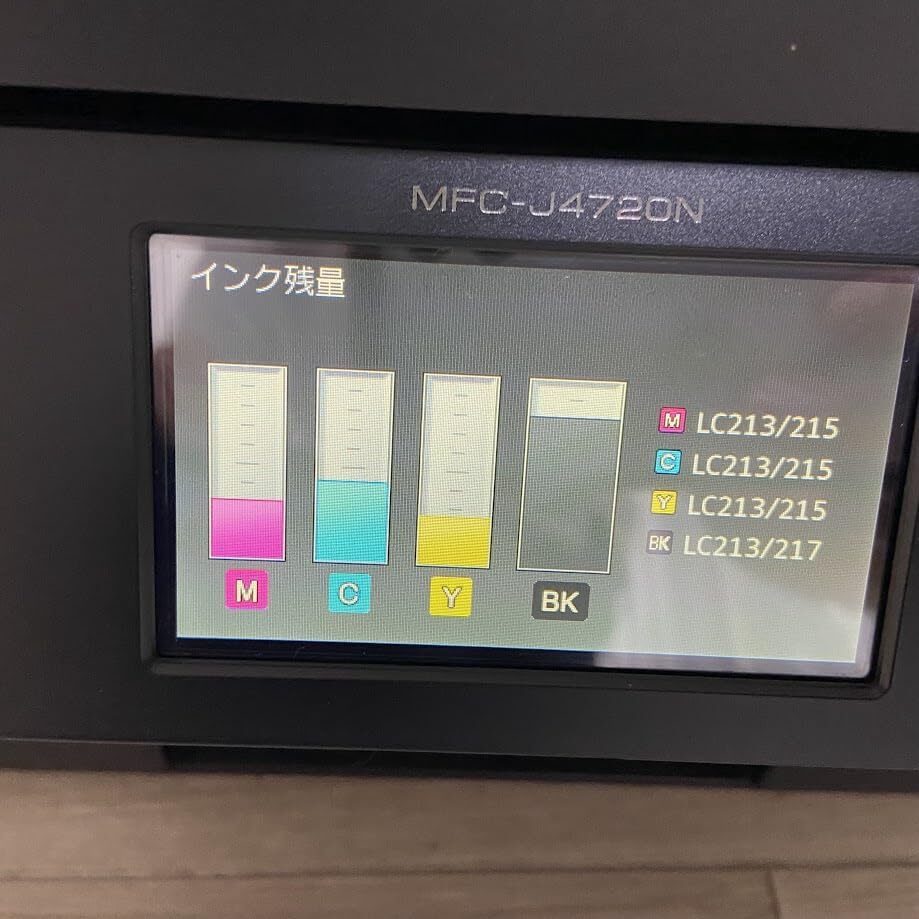 MFC-J4720N
インク残量
M LC213/215
C LC213/215
Y LC213/215
BK LC213/217
M C Y BK